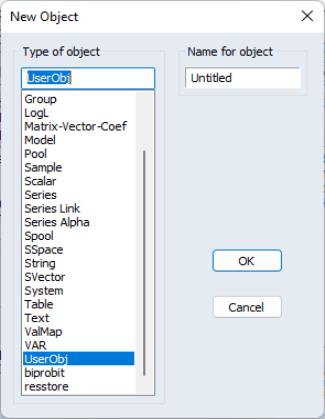 New Object
Type of object
Name for object
UserObj
Untitled
Group
LogL
Matrix-Vector-Coef
Model
Pool
Sample
Scalar
Series
Series Link
Series Alpha
Spool
SSpace
String
SVector
System
Table
Text
ValMap
VAR
UserObj
biprobit
resstore
OK
Cancel